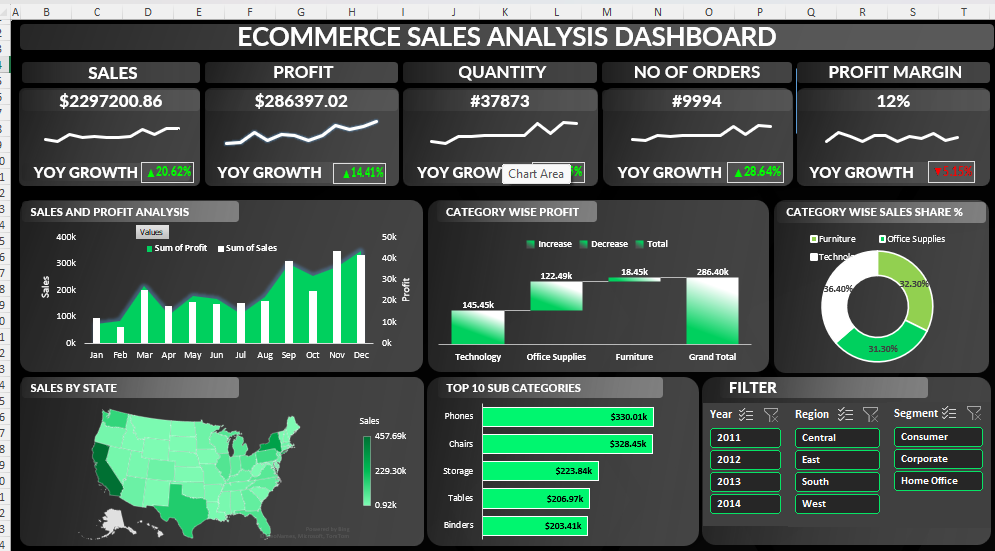 A B C D E F G H I J K L M N O P Q R S T
ECOMMERCE SALES ANALYSIS DASHBOARD
SALES PROFIT QUANTITY NO OF ORDERS PROFIT MARGIN
$2297200.86 $286397.02 #37873 #9994 12%
YOY GROWTH ▲20.62%
YOY GROWTH ▲14.41%
YOY
Chart Area
YOY GROWTH ▲28.64%
YOY GROWTH
SALES AND PROFIT ANALYSIS
Values
Sum of Profit Sum of Sales
400k
300k
200k
100k
0k
Sales
50k
40k
30k
20k
10k
0k
Profit
Jan Feb Mar Apr May Jun Jul Aug Sep Oct Nov Dec
CATEGORY WISE PROFIT
Increase Decrease Total
145.45k
122.49k
18.45k
286.40k
Technology Office Supplies Furniture Grand Total
CATEGORY WISE SALES SHARE %
Furniture Office Supplies
36.40%
32.30%
31.30%
SALES BY STATE
Sales
457.69k
229.30k
0.92k
TOP 10 SUB CATEGORIES
Phones $330.01k
Chairs $328.45k
Storage $223.84k
Tables $206.97k
Binders $203.41k
FILTER
Year
2011
2012
2013
2014
Region
Central
East
South
West
Segment
Consumer
Corporate
Home Office